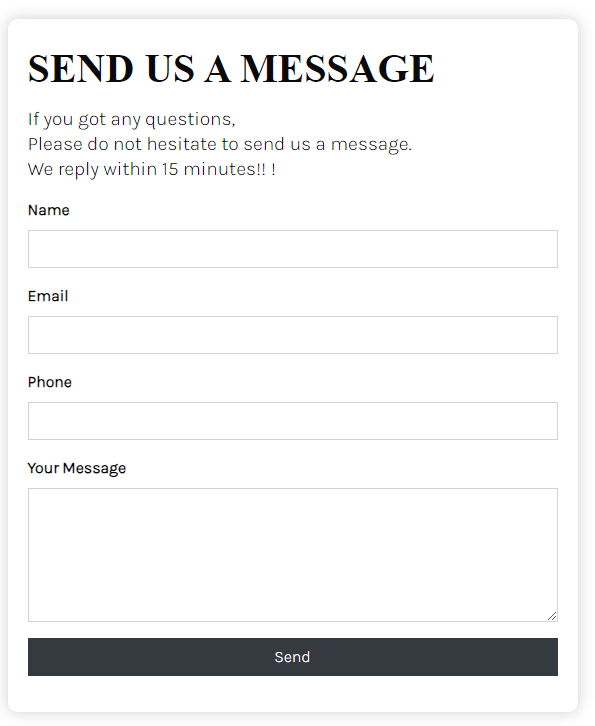 SEND US A MESSAGE
If you got any questions,
Please do not hesitate to send us a message.
We reply within 15 minutes!! !
Name
Email
Phone
Your Message
Send